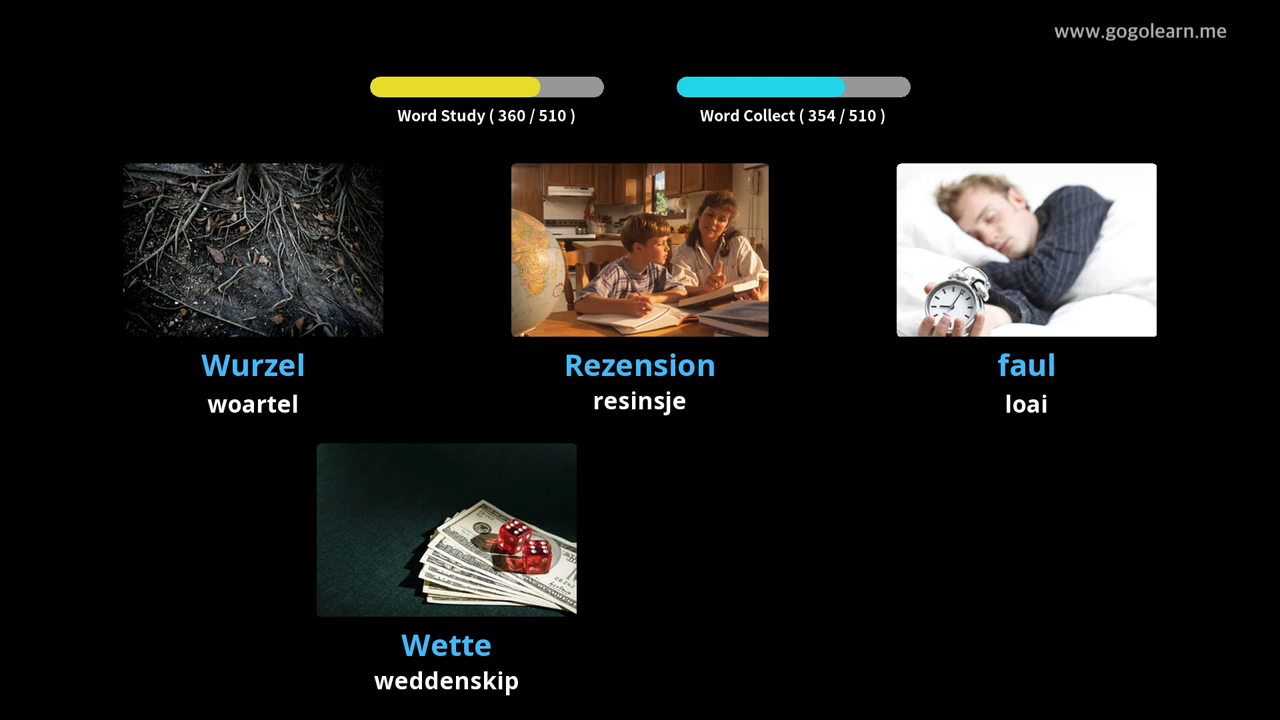 www.gogolearn.me
Word Study ( 360 / 510 )
Word Collect ( 354 / 510 )
Wurzel
woartel
Rezension
resinsje
faul
loai
Wette
weddenskip